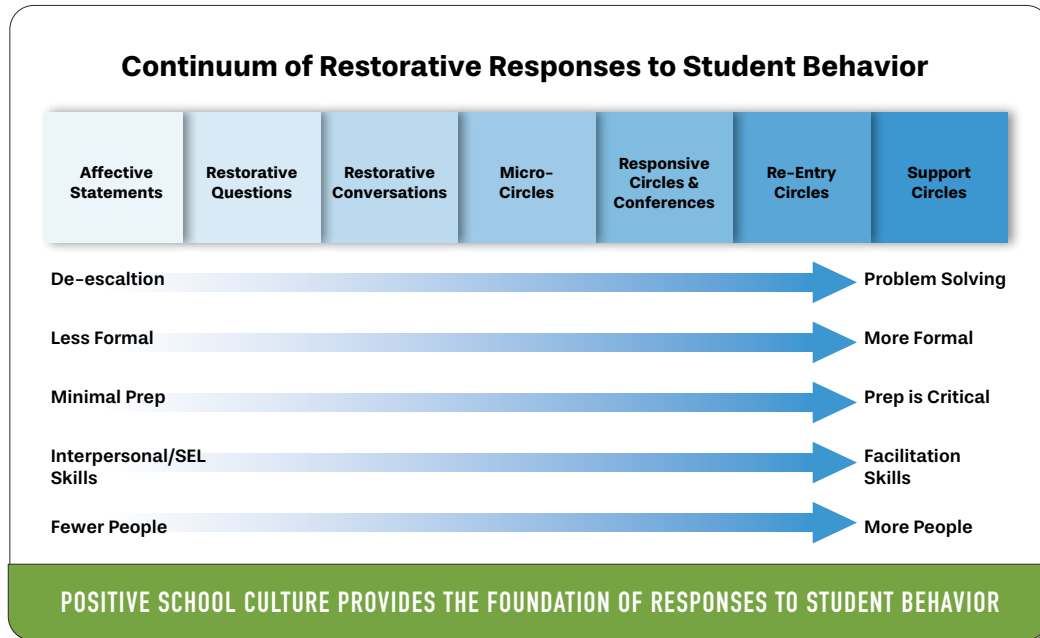 Continuum of Restorative Responses to Student Behavior
Affective
Statements
Restorative
Questions
Restorative
Conversations
Micro-
Circles
Responsive
Circles &
Conferences
Re-Entry
Circles
Support
Circles
De-escaltion
Problem Solving
Less Formal
More Formal
Minimal Prep
Prep is Critical
Interpersonal/SEL
Skills
Facilitation
Skills
Fewer People
More People
POSITIVE SCHOOL CULTURE PROVIDES THE FOUNDATION OF RESPONSES TO STUDENT BEHAVIOR